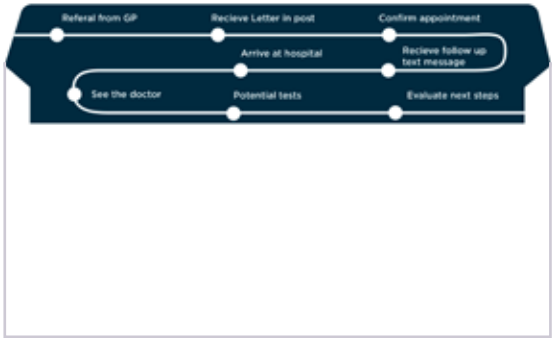 Referal from GP
Recieve Letter in post
Confirm appointment
Recieve follow up
text message
Arrive at hospital
See the doctor
Potential tests
Evaluate next steps